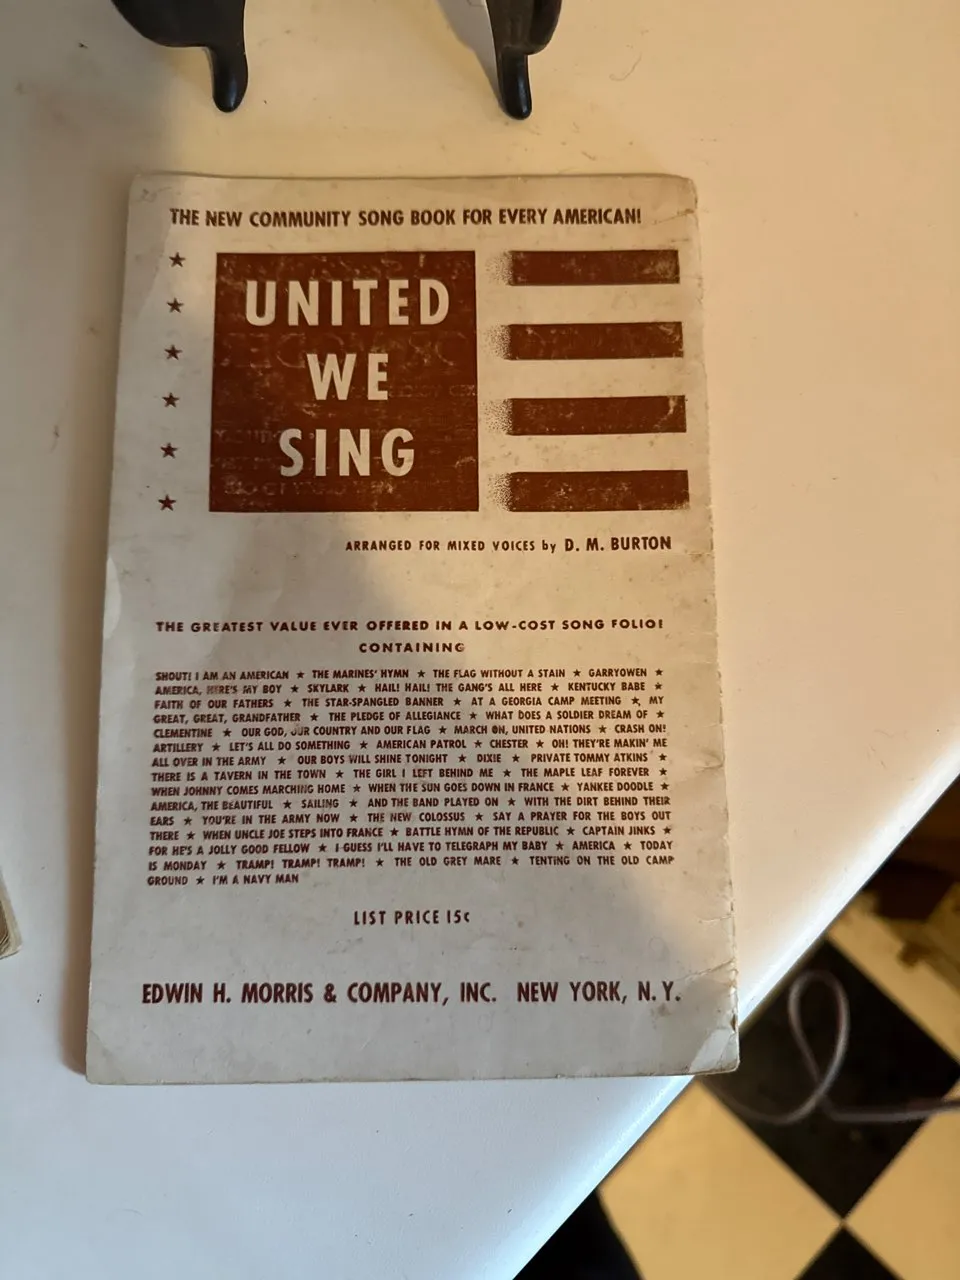 THE NEW COMMUNITY SONG BOOK FOR EVERY AMERICAN!
UNITED
WE
SING
ARRANGED FOR MIXED VOICES by D. M. BURTON
THE GREATEST VALUE EVER OFFERED IN A LOW-COST SONG FOLIO!
CONTAINING
SHOUT! I AM AN AMERICAN ★ THE MARINES' HYMN ★ THE FLAG WITHOUT A STAIN ★ GARRYOWEN ★
AMERICA, HERE'S MY BOY ★ SKYLARK ★ HAIL! HAIL! THE GANG'S ALL HERE ★ KENTUCKY BABE ★
FAITH OF OUR FATHERS ★ THE STAR-SPANGLED BANNER ★ AT A GEORGIA CAMP MEETING ★ MY
GREAT, GREAT, GRANDFATHER ★ THE PLEDGE OF ALLEGIANCE ★ WHAT DOES A SOLDIER DREAM OF ★
CLEMENTINE ★ OUR GOD, OUR COUNTRY AND OUR FLAG ★ MARCH ON, UNITED NATIONS ★ CRASH ON!
ARTILLERY ★ LET'S ALL DO SOMETHING ★ AMERICAN PATROL ★ CHESTER ★ OH! THEY'RE MAKIN' ME
ALL OVER IN THE ARMY ★ OUR BOYS WILL SHINE TONIGHT ★ DIXIE ★ PRIVATE TOMMY ATKINS ★
THERE IS A TAVERN IN THE TOWN ★ THE GIRL I LEFT BEHIND ME ★ THE MAPLE LEAF FOREVER ★
WHEN JOHNNY COMES MARCHING HOME ★ WHEN THE SUN GOES DOWN IN FRANCE ★ YANKEE DOODLE ★
AMERICA, THE BEAUTIFUL ★ SAILING ★ AND THE BAND PLAYED ON ★ WITH THE DIRT BEHIND THEIR
EARS ★ YOU'RE IN THE ARMY NOW ★ THE NEW COLOSSUS ★ SAY A PRAYER FOR THE BOYS OUT
THERE ★ WHEN UNCLE JOE STEPS INTO FRANCE ★ BATTLE HYMN OF THE REPUBLIC ★ CAPTAIN JINKS ★
FOR HE'S A JOLLY GOOD FELLOW ★ I GUESS I'LL HAVE TO TELEGRAPH MY BABY ★ AMERICA ★ TODAY
IS MONDAY ★ TRAMP! TRAMP! TRAMP! ★ THE OLD GREY MARE ★ TENTING ON THE OLD CAMP
GROUND ★ I'M A NAVY MAN
LIST PRICE 15¢
EDWIN H. MORRIS & COMPANY, INC. NEW YORK, N. Y.